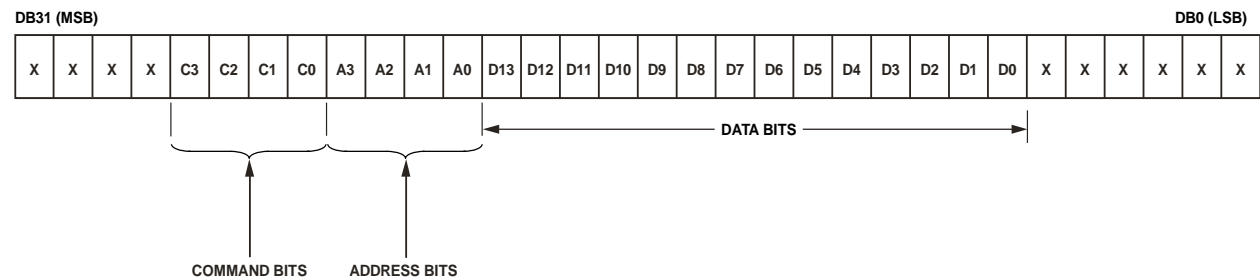 DB31 (MSB) DB0 (LSB)
X X X X C3 C2 C1 C0 A3 A2 A1 A0 D13 D12 D11 D10 D9 D8 D7 D6 D5 D4 D3 D2 D1 D0 X X X X X X
DATA BITS
COMMAND BITS ADDRESS BITS